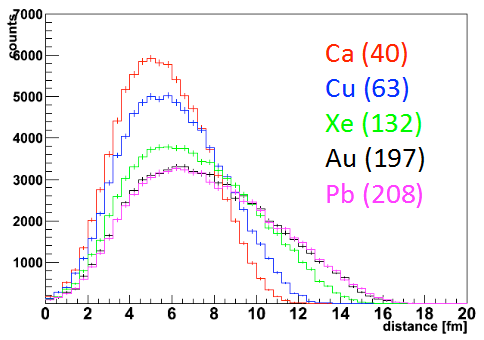 counts
7000
6000
5000
4000
3000
2000
1000
Ca (40)
Cu (63)
Xe (132)
Au (197)
Pb (208)
0 2 4 6 8 10 12 14 16 18 20
distance [fm]